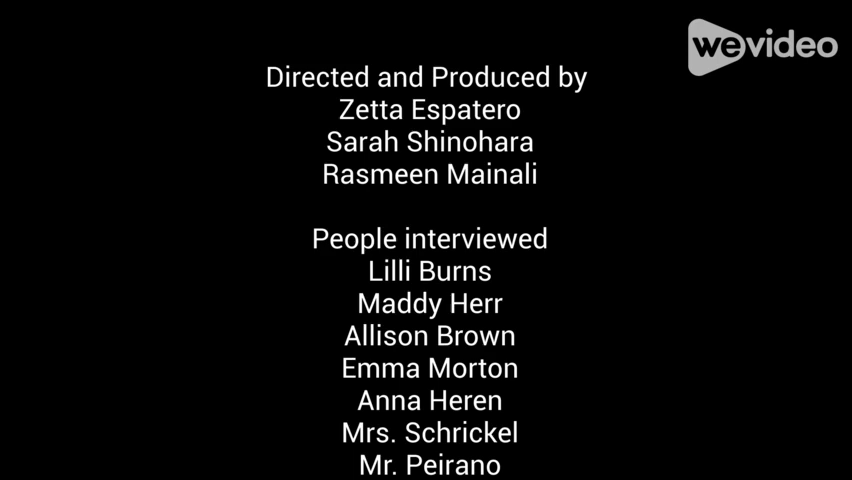 wevideo
Directed and Produced by
Zetta Espatero
Sarah Shinohara
Rasmeen Mainali
People interviewed
Lilli Burns
Maddy Herr
Allison Brown
Emma Morton
Anna Heren
Mrs. Schrickel
Mr. Peirano